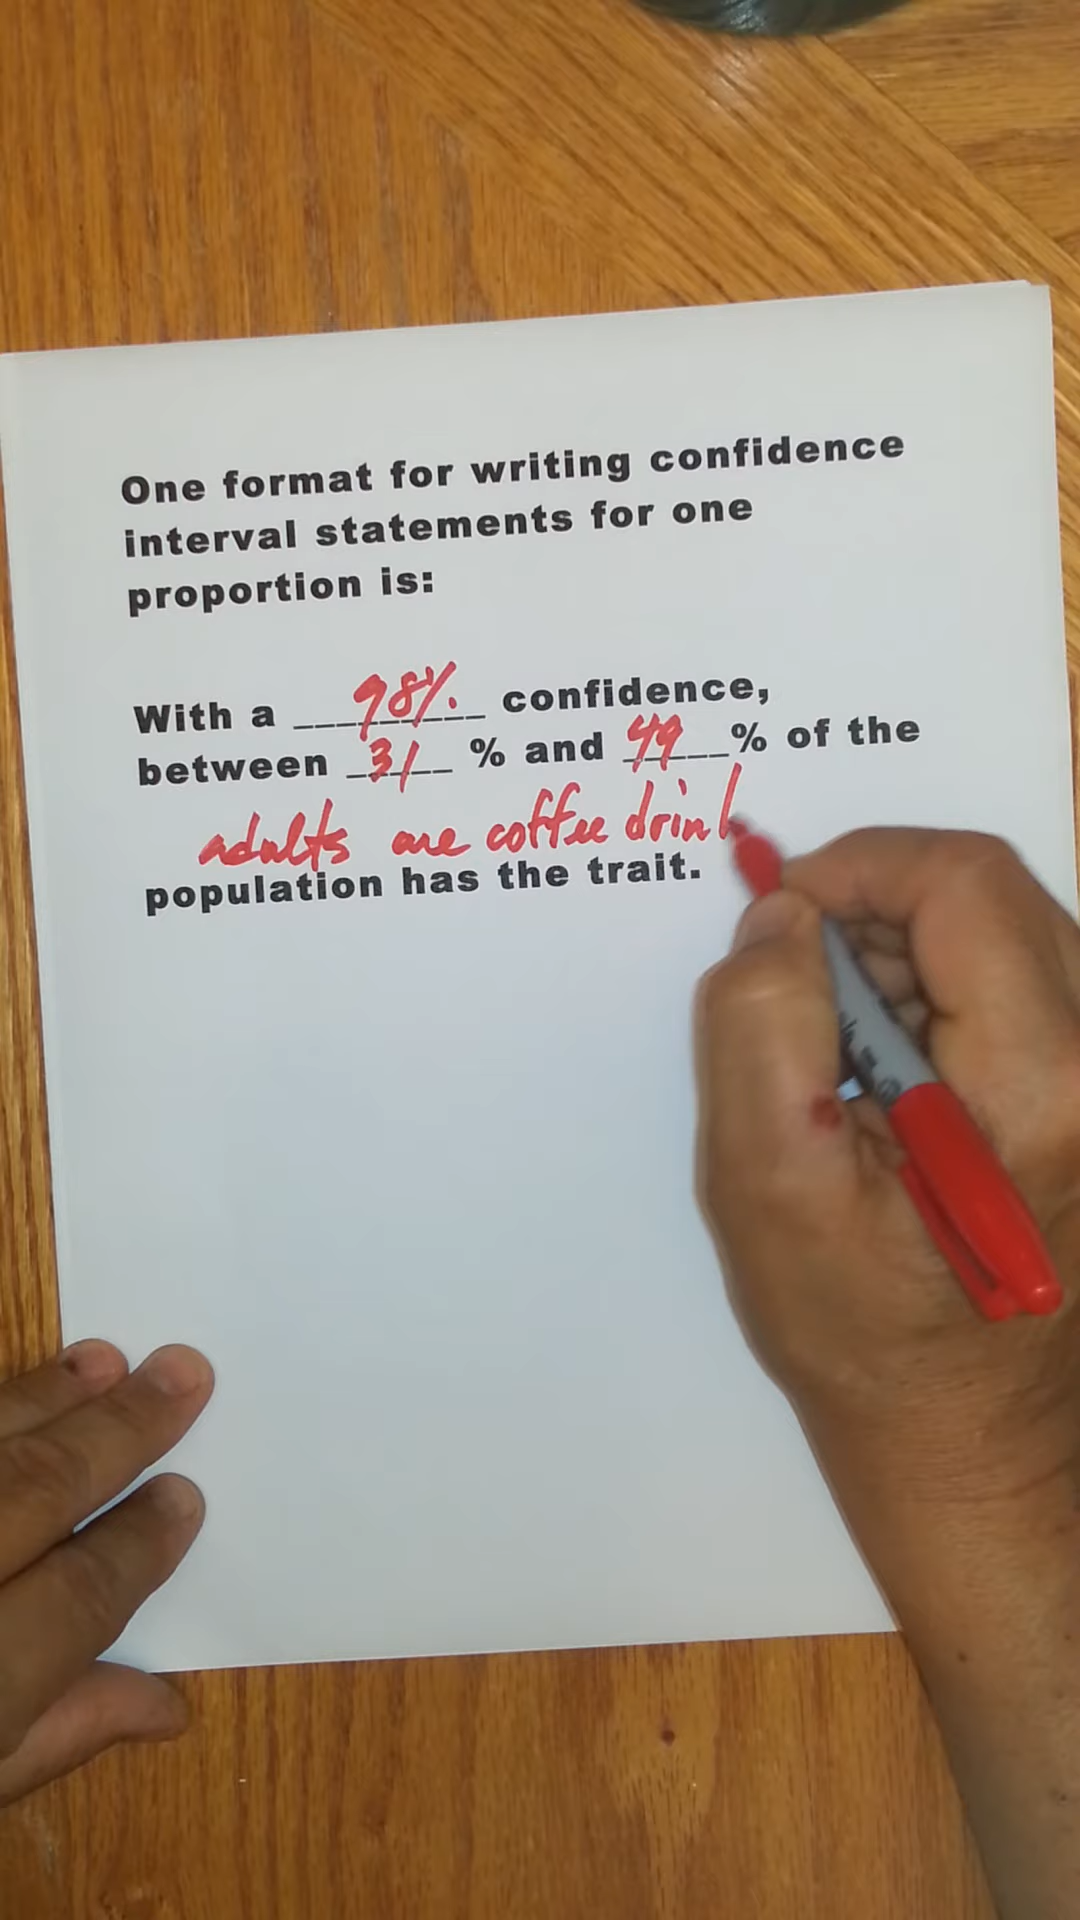 One format for writing confidence
interval statements for one
proportion is:
With a 98% confidence,
between 31 % and 49 % of the
adults are coffee drink
population has the trait.